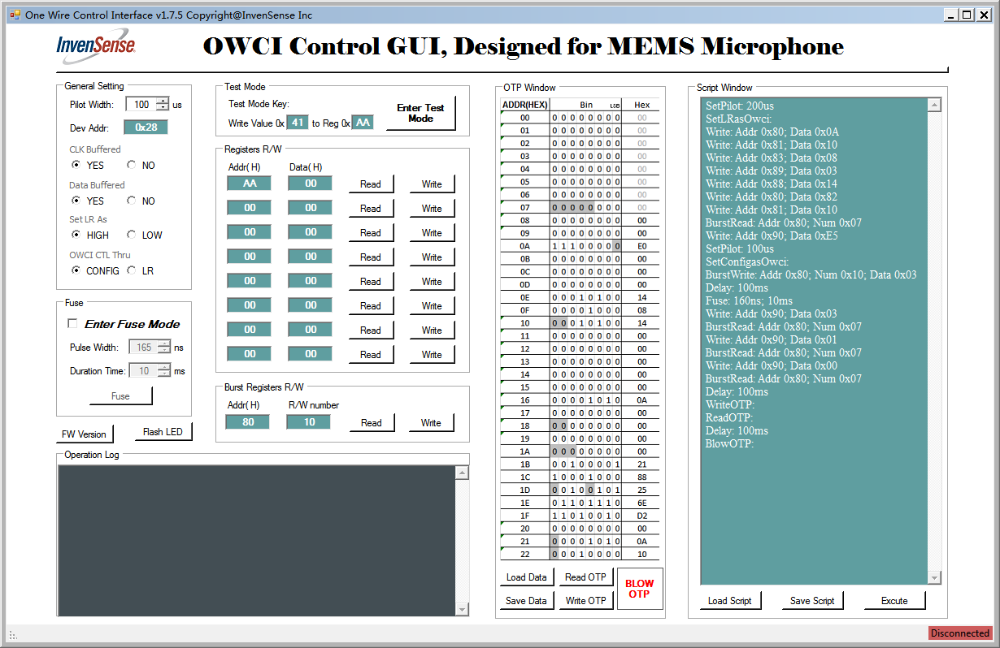 One Wire Control Interface v1.7.5 Copyright@InvenSense Inc
InvenSense
OWCI Control GUI, Designed for MEMS Microphone
General Setting
Pilot Width: 100 us
Dev Addr: 0x28
CLK Buffered
YES NO
Data Buffered
YES NO
Set LR As
HIGH LOW
OWCI CTL Thru
CONFIG LR
Fuse
Enter Fuse Mode
Pulse Width: 165 ns
Duration Time: 10 ms
Fuse
FW Version Flash LED
Test Mode
Test Mode Key:
Write Value 0x 41 to Reg 0x AA
Enter Test
Mode
Registers R/W
Addr( H) Data( H)
AA 00 Read Write
00 00 Read Write
00 00 Read Write
00 00 Read Write
00 00 Read Write
00 00 Read Write
00 00 Read Write
00 00 Read Write
Burst Registers R/W
Addr( H) R/W number
80 10 Read Write
Operation Log
OTP Window
ADDR(HEX) Bin LSB Hex
00 0 0 0 0 0 0 0 0 00
01 0 0 0 0 0 0 0 0 00
02 0 0 0 0 0 0 0 0 00
03 0 0 0 0 0 0 0 0 00
04 0 0 0 0 0 0 0 0 00
05 0 0 0 0 0 0 0 0 00
06 0 0 0 0 0 0 0 0 00
07 0 0 0 0 0 0 0 0 00
08 0 0 0 0 0 0 0 0 00
09 0 0 0 0 0 0 0 0 00
0A 1 1 1 0 0 0 0 0 E0
0B 0 0 0 0 0 0 0 0 00
0C 0 0 0 0 0 0 0 0 00
0D 0 0 0 0 0 0 0 0 00
0E 0 0 0 1 0 1 0 0 14
0F 0 0 0 0 1 0 0 0 08
10 0 0 0 1 0 1 0 0 14
11 0 0 0 0 0 0 0 0 00
12 0 0 0 0 0 0 0 0 00
13 0 0 0 0 0 0 0 0 00
14 0 0 0 0 0 0 0 0 00
15 0 0 0 0 0 0 0 0 00
16 0 0 0 0 1 0 1 0 0A
17 0 0 0 0 0 0 0 0 00
18 0 0 0 0 0 0 0 0 00
19 0 0 0 0 0 0 0 0 00
1A 0 0 0 0 0 0 0 0 00
1B 0 0 1 0 0 0 0 1 21
1C 1 0 0 0 1 0 0 0 88
1D 0 0 1 0 0 1 0 1 25
1E 0 1 1 0 1 1 1 0 6E
1F 1 1 0 1 0 0 1 0 D2
20 0 0 0 0 0 0 0 0 00
21 0 0 0 0 1 0 1 0 0A
22 0 0 0 1 0 0 0 0 10
Load Data Read OTP
Save Data Write OTP
BLOW
OTP
Script Window
SetPilot: 200us
SetLRasOwci:
Write: Addr 0x80; Data 0x0A
Write: Addr 0x81; Data 0x10
Write: Addr 0x83; Data 0x08
Write: Addr 0x89; Data 0x03
Write: Addr 0x88; Data 0x14
Write: Addr 0x80; Data 0x82
Write: Addr 0x81; Data 0x10
BurstRead: Addr 0x80; Num 0x07
Write: Addr 0x90; Data 0xE5
SetPilot: 100us
SetConfigasOwci:
BurstWrite: Addr 0x80; Num 0x10; Data 0x03
Delay: 100ms
Fuse: 160ns; 10ms
Write: Addr 0x90; Data 0x03
BurstRead: Addr 0x80; Num 0x07
Write: Addr 0x90; Data 0x01
BurstRead: Addr 0x80; Num 0x07
Write: Addr 0x90; Data 0x00
BurstRead: Addr 0x80; Num 0x07
Delay: 100ms
WriteOTP:
ReadOTP:
Delay: 100ms
BlowOTP:
Load Script Save Script Excute
Disconnected